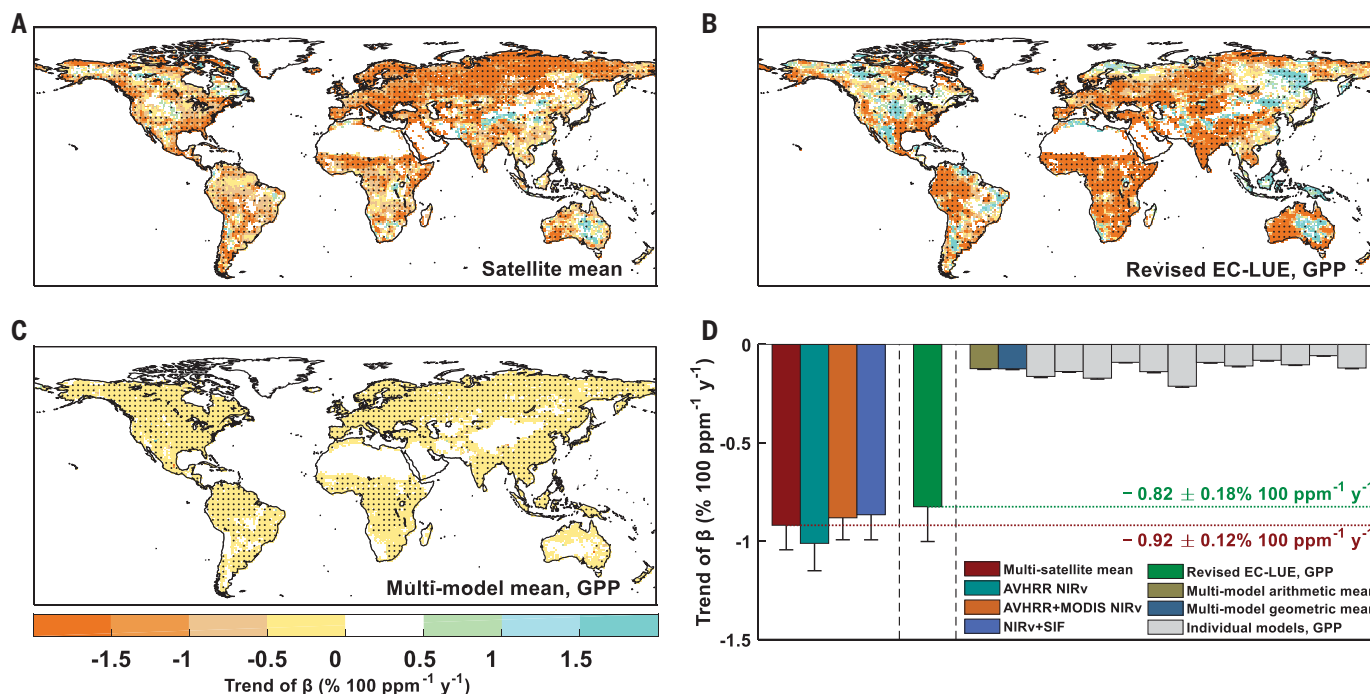 A
Satellite mean
B
Revised EC-LUE, GPP
C
Multi-model mean, GPP
-1.5 -1 -0.5 0 0.5 1 1.5
Trend of β (% 100 ppm⁻¹ y⁻¹)
D
Trend of β (% 100 ppm⁻¹ y⁻¹)
0
-0.5
-1
-1.5
− 0.82 ± 0.18% 100 ppm⁻¹ y⁻¹
− 0.92 ± 0.12% 100 ppm⁻¹ y⁻¹
Multi-satellite mean
AVHRR NIRv
AVHRR+MODIS NIRv
NIRv+SIF
Revised EC-LUE, GPP
Multi-model arithmetic mean
Multi-model geometric mean
Individual models, GPP